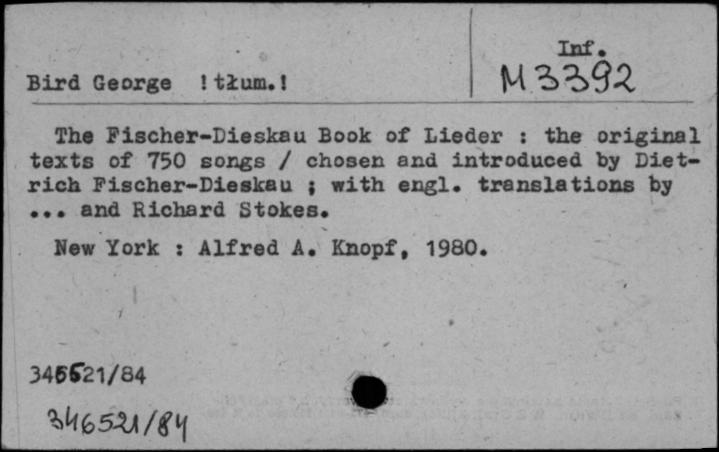 Inf.
Bird George !tłum.! M 3392
The Fischer-Dieskau Book of Lieder : the original
texts of 750 songs / chosen and introduced by Diet-
rich Fischer-Dieskau ; with engl. translations by
... and Richard Stokes.
New York : Alfred A. Knopf, 1980.
346521/84
346521/84